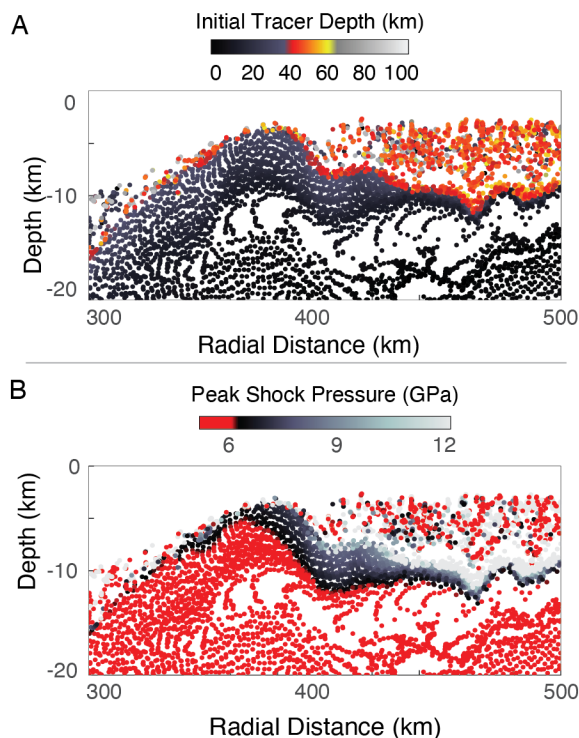 A
Initial Tracer Depth (km)
0 20 40 60 80 100
0
-10
-20
Depth (km)
300 400 500
Radial Distance (km)
B
Peak Shock Pressure (GPa)
6 9 12
0
-10
-20
Depth (km)
300 400 500
Radial Distance (km)